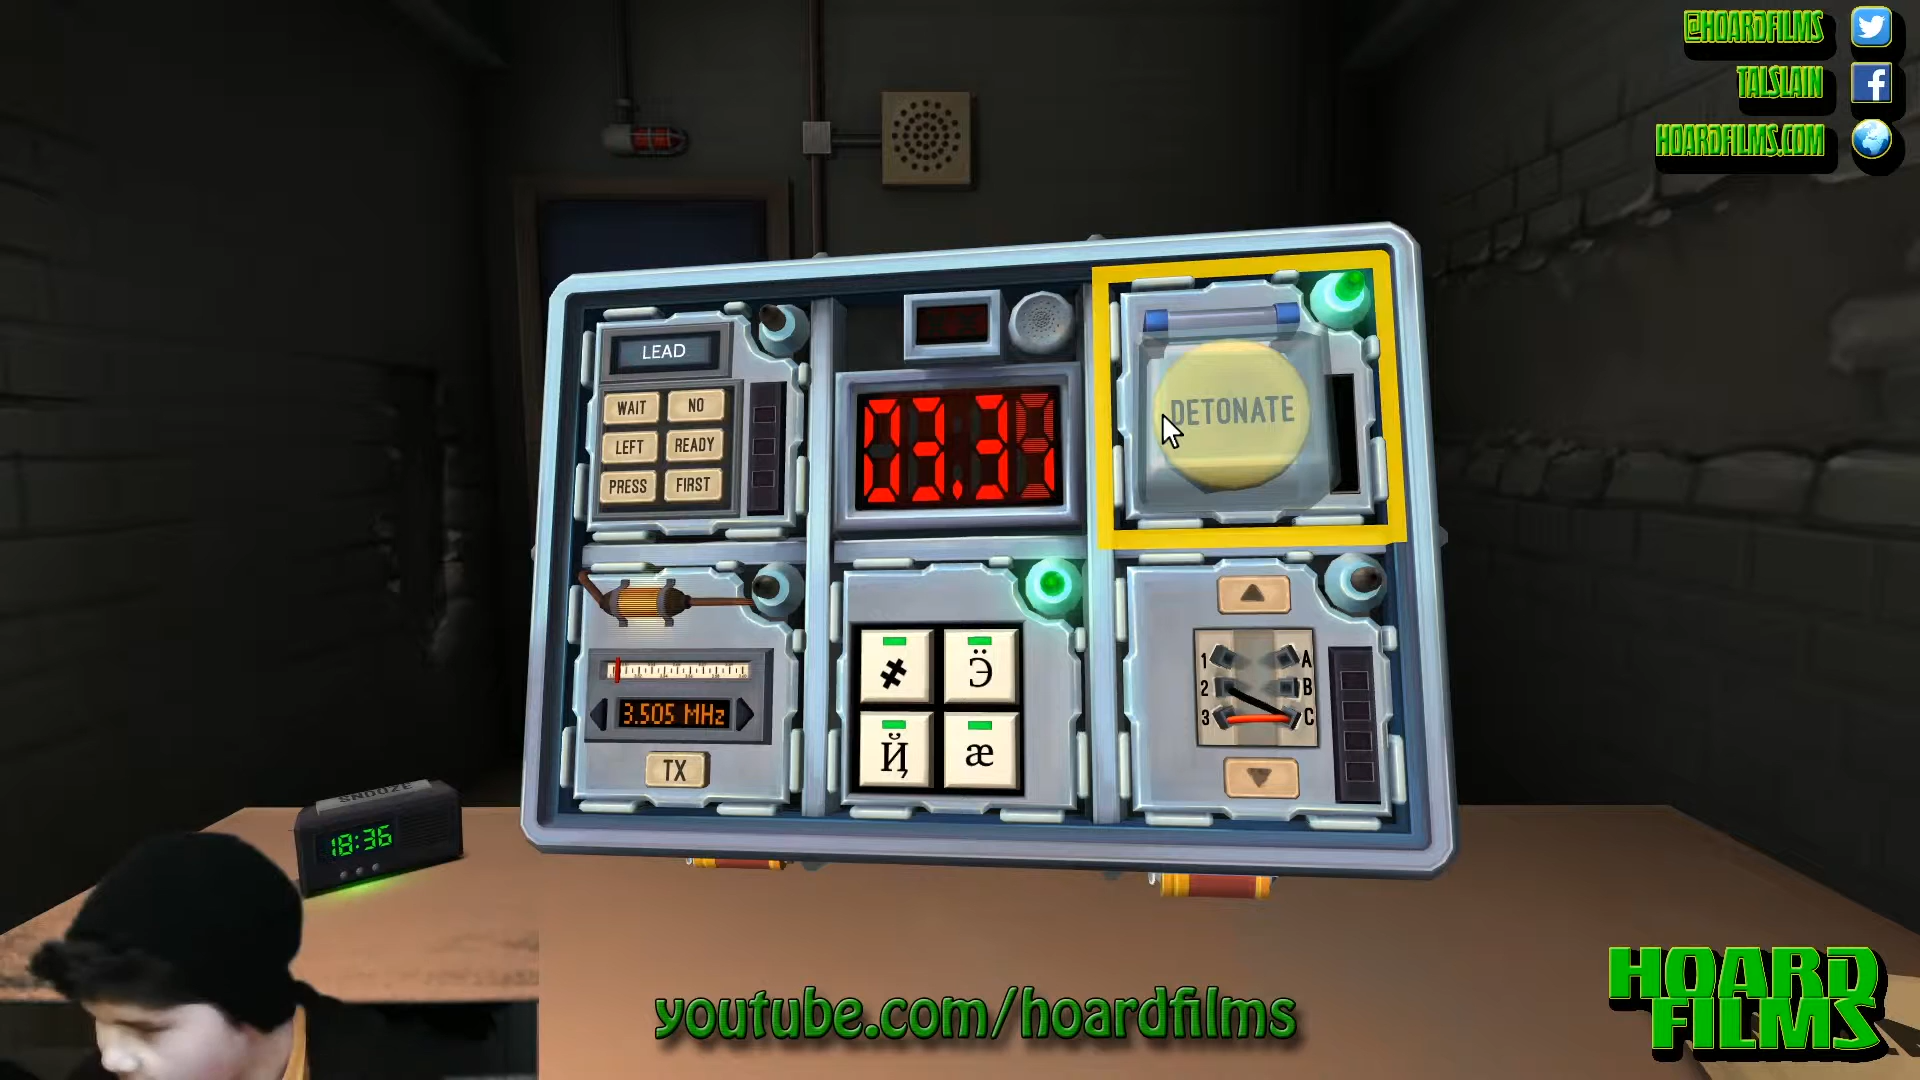 @HOARDFILMS
TALSLAIN
HOARDFILMS.COM
LEAD
WAIT NO
LEFT READY
PRESS FIRST
DETONATE
3.505 MHz
TX
Ӭ
Ҋ æ
1 A
2 B
3 C
SNOOZE
18:36
youtube.com/hoardfilms
HOARD
FILMS